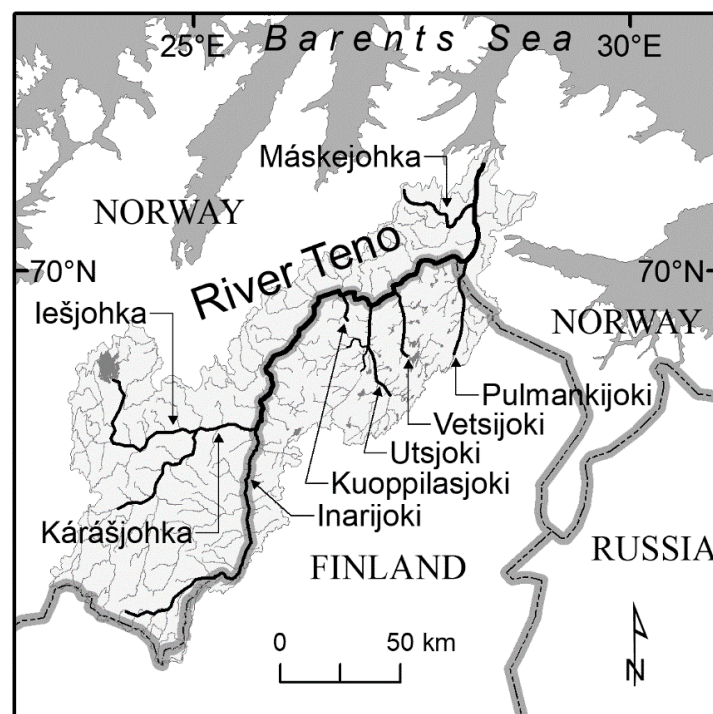 Barents Sea
25°E
30°E
Máskejohka
NORWAY
River Teno
70°N
70°N
Iešjohka
NORWAY
Pulmankijoki
Vetsijoki
Utsjoki
Kuoppilasjoki
Inarijoki
Kárášjohka
FINLAND
RUSSIA
0
50 km
N